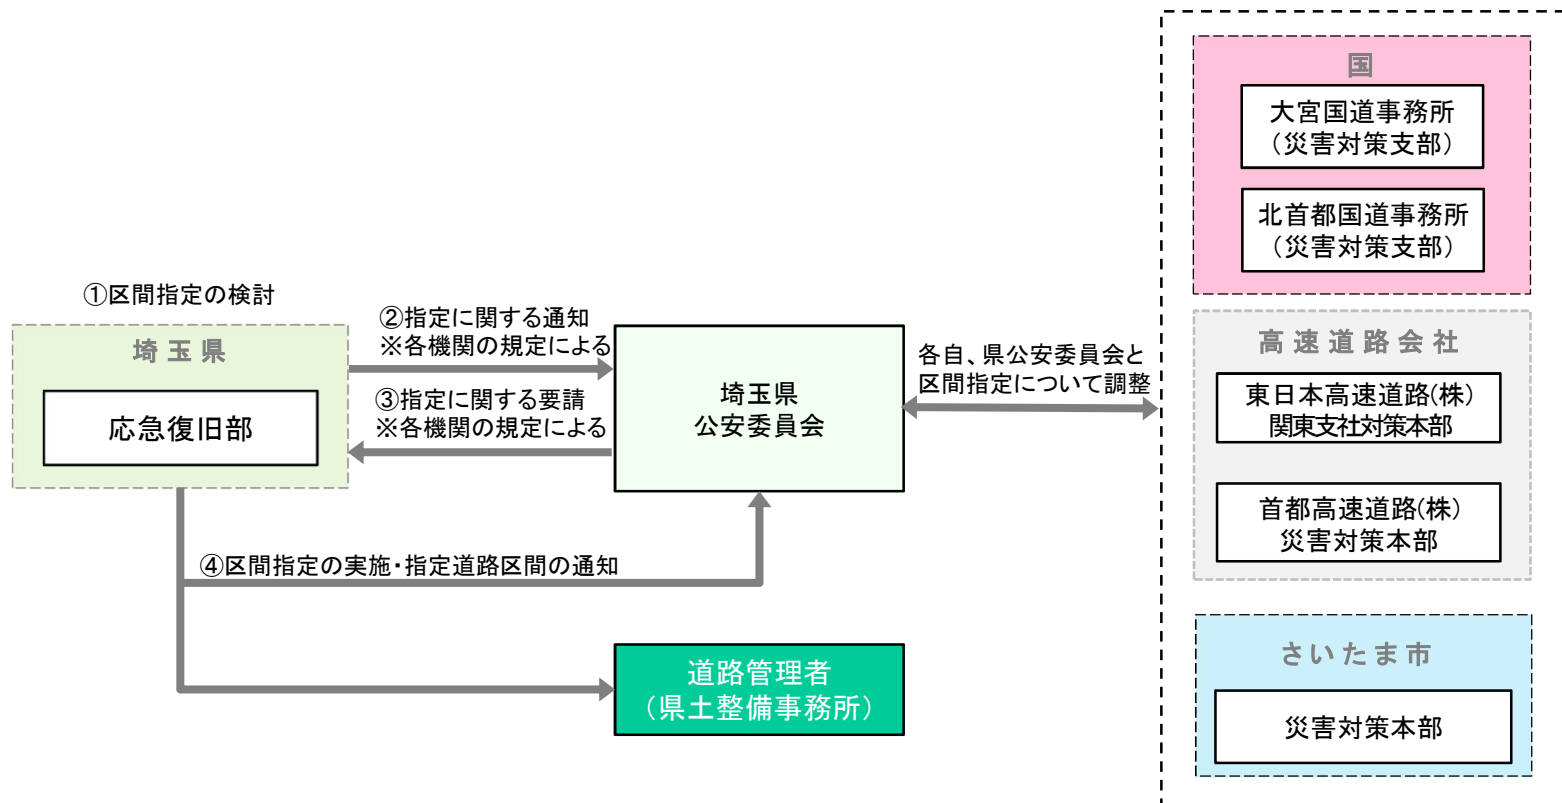 ①区間指定の検討
埼玉県
応急復旧部
②指定に関する通知
※各機関の規定による
③指定に関する要請
※各機関の規定による
埼玉県
公安委員会
④区間指定の実施・指定道路区間の通知
道路管理者
（県土整備事務所）
各自、県公安委員会と
区間指定について調整
国
大宮国道事務所
（災害対策支部）
北首都国道事務所
（災害対策支部）
高速道路会社
東日本高速道路(株)
関東支社対策本部
首都高速道路(株)
災害対策本部
さいたま市
災害対策本部